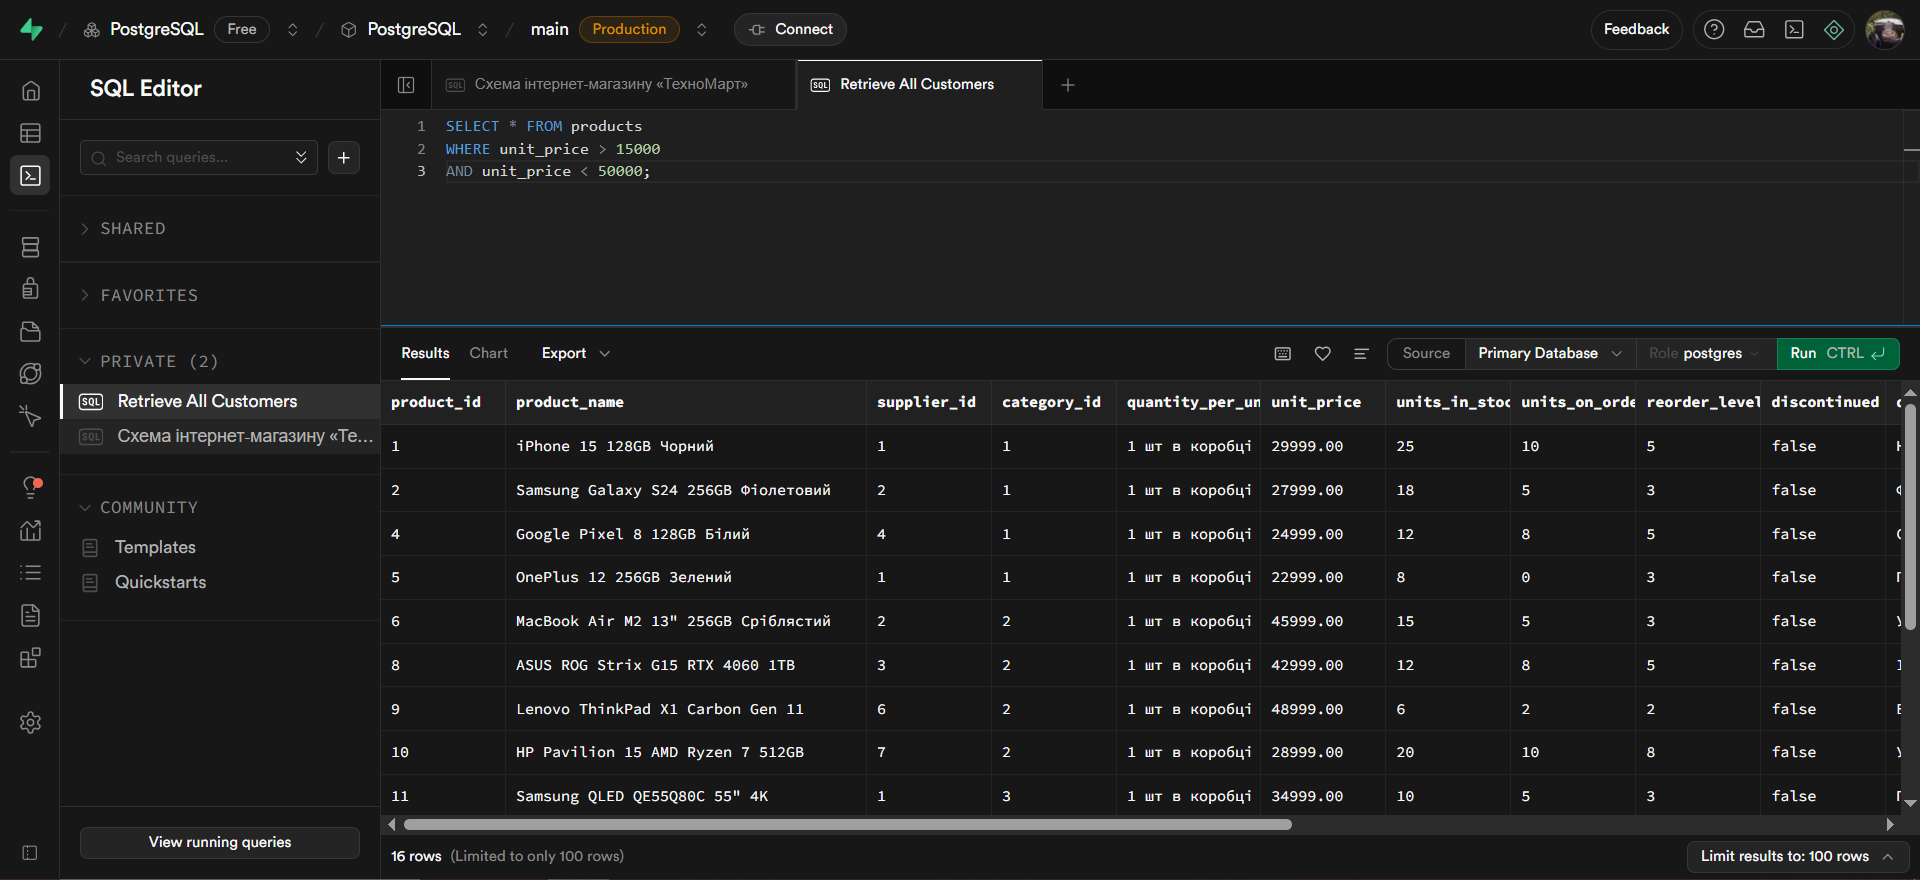 PostgreSQL Free PostgreSQL main Production Connect Feedback
SQL Editor
Схема інтернет-магазину «ТехноМарт» Retrieve All Customers
Search queries...
SHARED
FAVORITES
PRIVATE (2)
Retrieve All Customers
Схема інтернет-магазину «Те...
COMMUNITY
Templates
Quickstarts
View running queries
1 SELECT * FROM products
2 WHERE unit_price > 15000
3 AND unit_price < 50000;
Results Chart Export Source Primary Database Role postgres Run CTRL
product_id product_name supplier_id category_id quantity_per_un unit_price units_in_stoc units_on_orde reorder_level discontinued
1 iPhone 15 128GB Чорний 1 1 1 шт в коробці 29999.00 25 10 5 false
2 Samsung Galaxy S24 256GB Фіолетовий 2 1 1 шт в коробці 27999.00 18 5 3 false
4 Google Pixel 8 128GB Білий 4 1 1 шт в коробці 24999.00 12 8 5 false
5 OnePlus 12 256GB Зелений 1 1 1 шт в коробці 22999.00 8 0 3 false
6 MacBook Air M2 13" 256GB Сріблястий 2 2 1 шт в коробці 45999.00 15 5 3 false
8 ASUS ROG Strix G15 RTX 4060 1TB 3 2 1 шт в коробці 42999.00 12 8 5 false
9 Lenovo ThinkPad X1 Carbon Gen 11 6 2 1 шт в коробці 48999.00 6 2 2 false
10 HP Pavilion 15 AMD Ryzen 7 512GB 7 2 1 шт в коробці 28999.00 20 10 8 false
11 Samsung QLED QE55Q80C 55" 4K 1 3 1 шт в коробці 34999.00 10 5 3 false
16 rows (Limited to only 100 rows) Limit results to: 100 rows